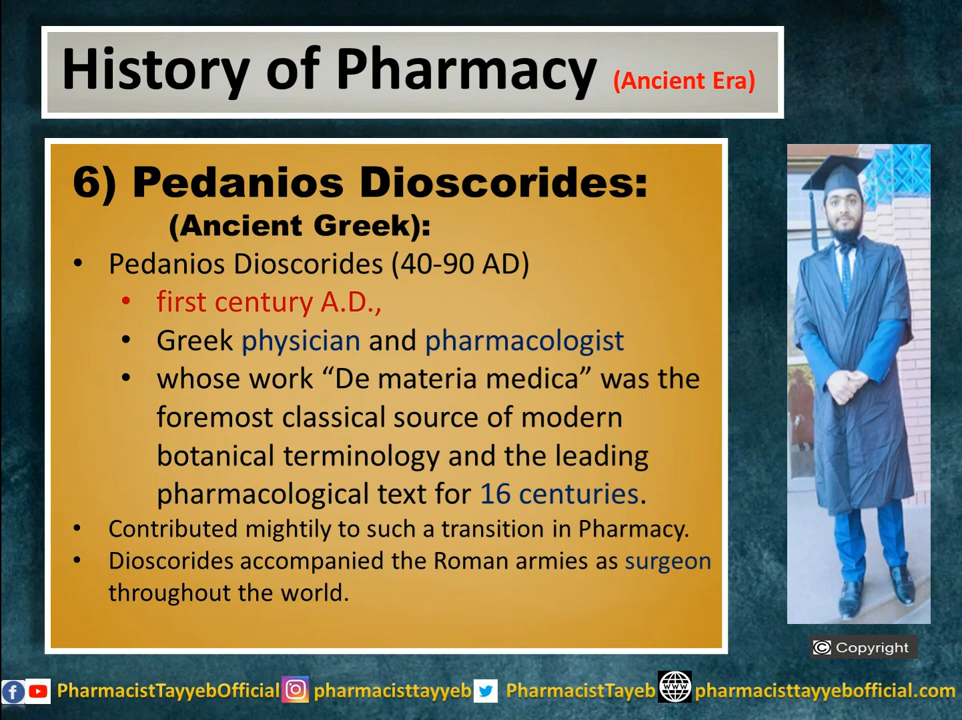 History of Pharmacy (Ancient Era)
6) Pedanios Dioscorides:
(Ancient Greek):
• Pedanios Dioscorides (40-90 AD)
• first century A.D.,
• Greek physician and pharmacologist
• whose work “De materia medica” was the
foremost classical source of modern
botanical terminology and the leading
pharmacological text for 16 centuries.
• Contributed mightily to such a transition in Pharmacy.
• Dioscorides accompanied the Roman armies as surgeon
throughout the world.
© Copyright
PharmacistTayyebOfficial pharmacisttayyeb PharmacistTayeb pharmacisttayyebofficial.com